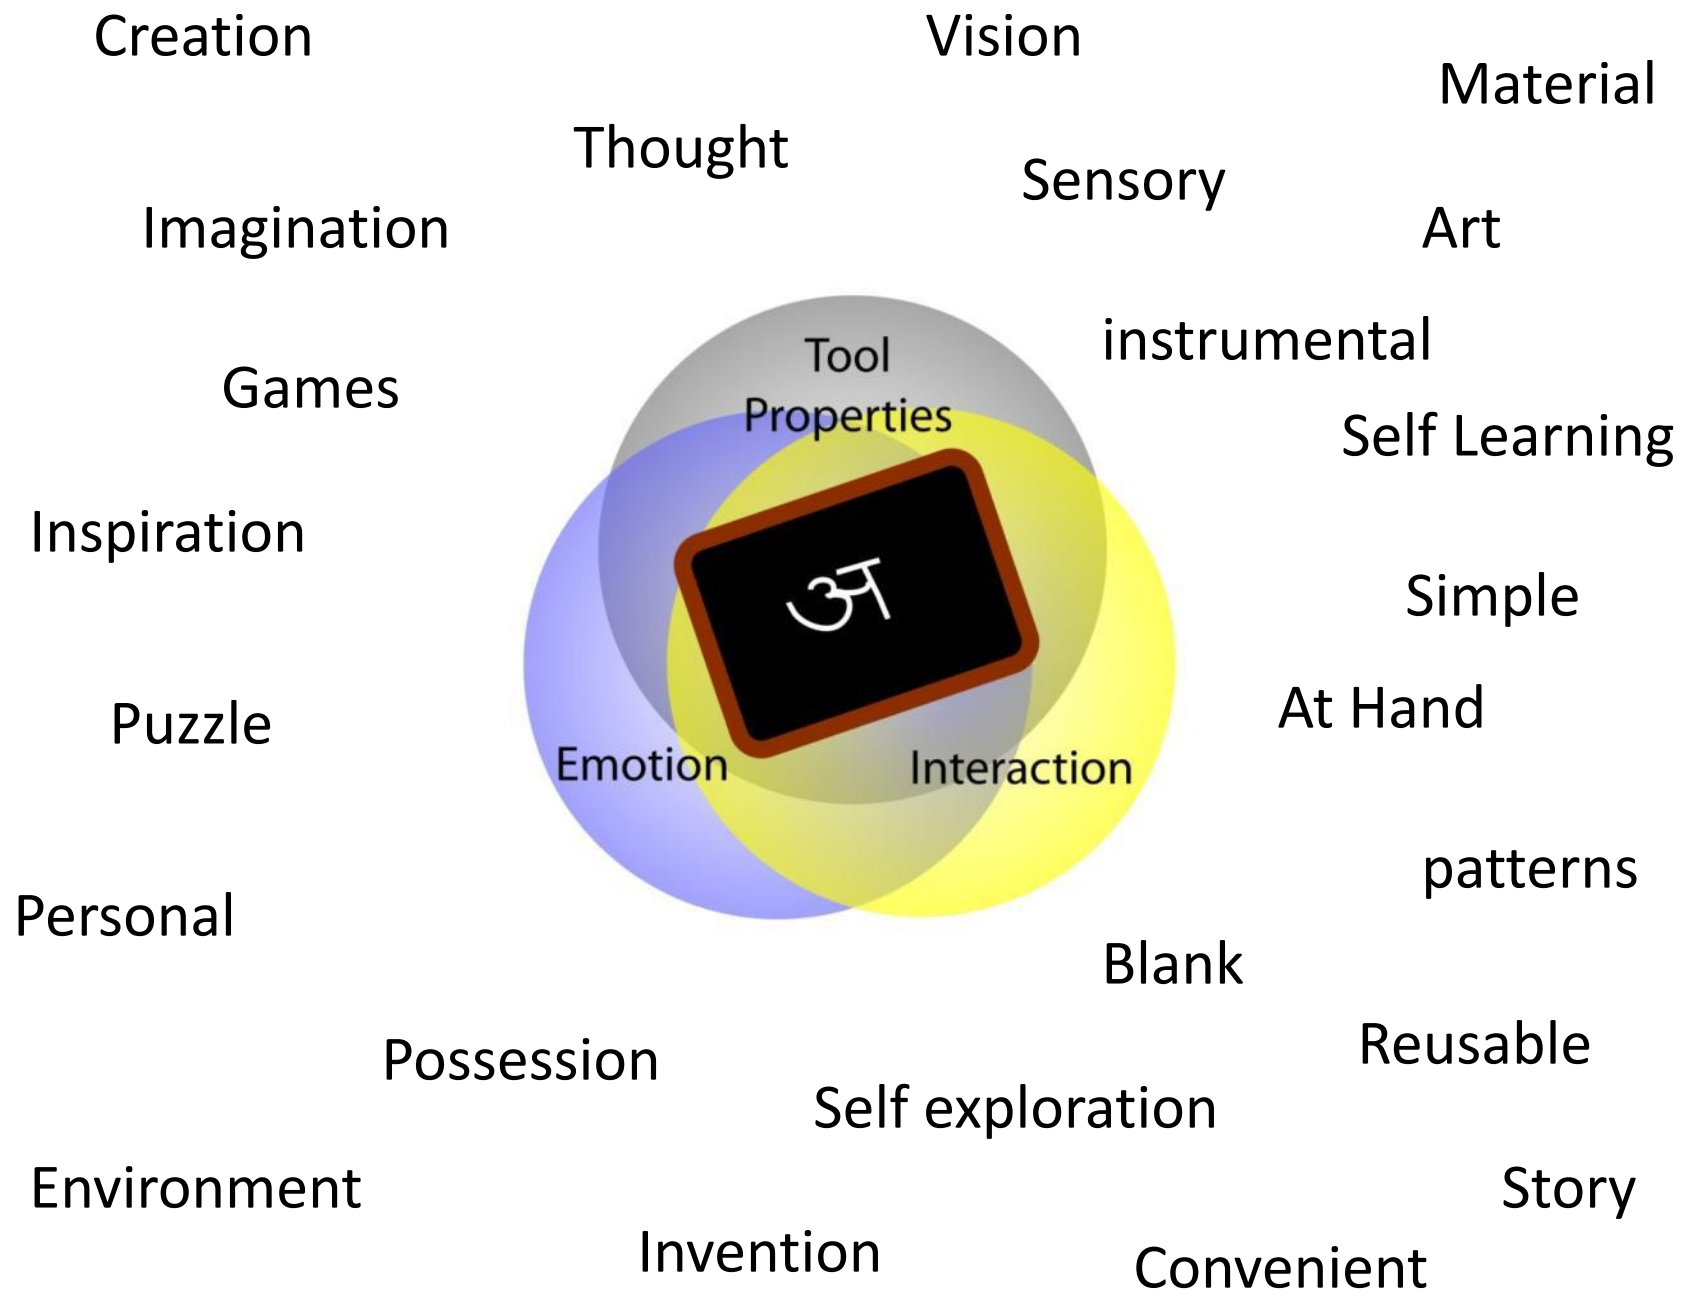 Creation
Vision
Material
Thought
Sensory
Imagination
Art
instrumental
Tool
Properties
Games
Self Learning
Inspiration
अ
Simple
At Hand
Puzzle
Emotion
Interaction
patterns
Personal
Blank
Reusable
Possession
Self exploration
Environment
Story
Invention
Convenient